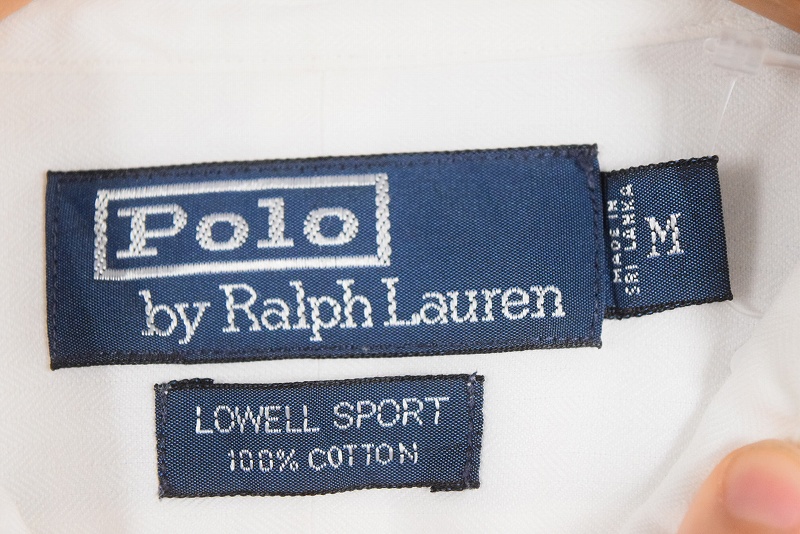 Polo
by Ralph Lauren
MADE IN
SRI LANKA
M
LOWELL SPORT
100% COTTON